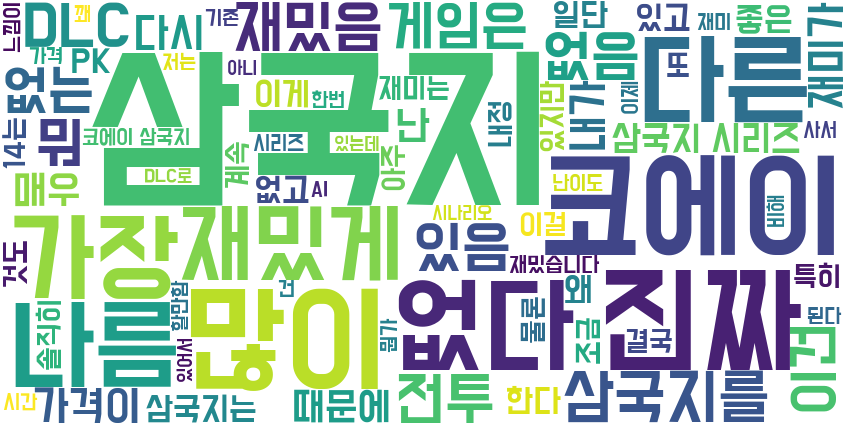 느낌이
꽤
DLC
다시
기존
재밌음
게임은
일단
있고
재미
좋은
가격
PK
저는
아니
없음
또
다른
재미가
없는
삼국지
이게
한번
재미는
내정
있지만
내가
이제
14는
뭐
코에이 삼국지
시리즈
있는데
난
삼국지 시리즈
사서
매우
DLC로
계속
없고
AI
아주
난이도
코에이
비해
가장
재밌게
시나리오
있음
이걸
것도
재밌습니다
특히
다름
솔직히
할만함
많이
건
없다
물론
왜
진짜
된다
있어서
뭔가
조금
결국
이건
시간
가격이
삼국지는
때문에
전투
한다
삼국지를